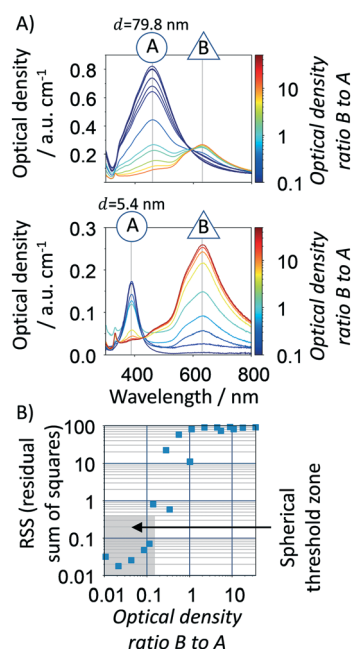 A)
d=79.8 nm
A
B
Optical density
/ a.u. cm⁻¹
0.8
0.6
0.4
0.2
10
1
0.1
Optical density
ratio B to A
d=5.4 nm
A
B
Optical density
/ a.u. cm⁻¹
0.3
0.2
0.1
0.0
400
600
800
Wavelength / nm
10
1
0.1
Optical density
ratio B to A
B)
RSS (residual
sum of squares)
100
10
1
0.1
0.01
0.01
0.1
1
10
Optical density
ratio B to A
Spherical
threshold zone